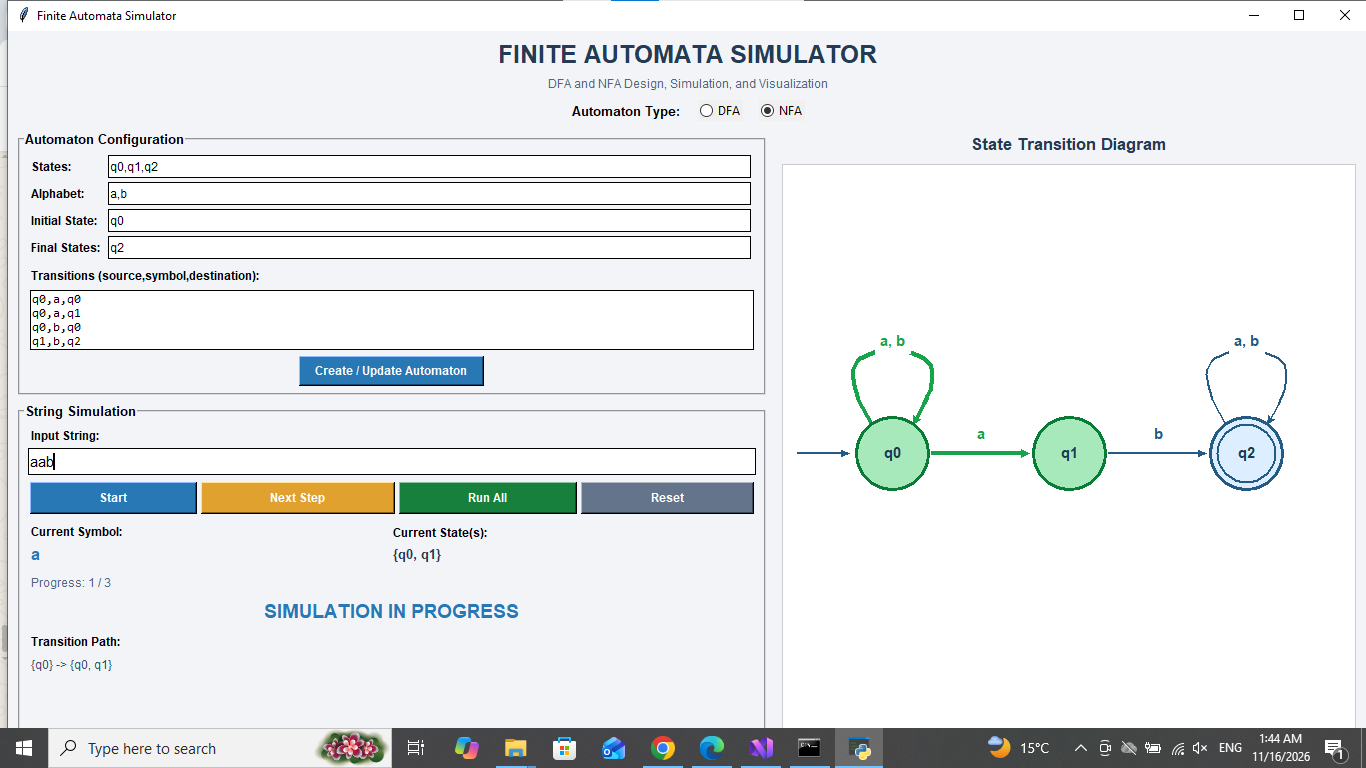 Finite Automata Simulator
FINITE AUTOMATA SIMULATOR
DFA and NFA Design, Simulation, and Visualization
Automaton Type: DFA NFA
Automaton Configuration
States: q0,q1,q2
Alphabet: a,b
Initial State: q0
Final States: q2
Transitions (source,symbol,destination):
q0,a,q0
q0,a,q1
q0,b,q0
q1,b,q2
Create / Update Automaton
String Simulation
Input String:
aab
Start Next Step Run All Reset
Current Symbol: Current State(s):
a {q0, q1}
Progress: 1 / 3
SIMULATION IN PROGRESS
Transition Path:
{q0} -> {q0, q1}
State Transition Diagram
a, b a, b
a b
q0 q1 q2
Type here to search
15°C
ENG
1:44 AM
11/16/2026
1